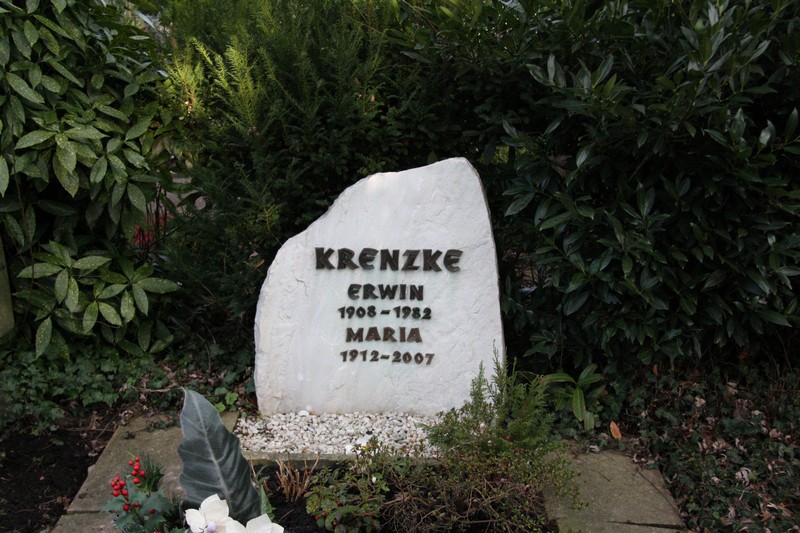 KRENZKE
ERWIN
1908-1982
MARIA
1912-2007